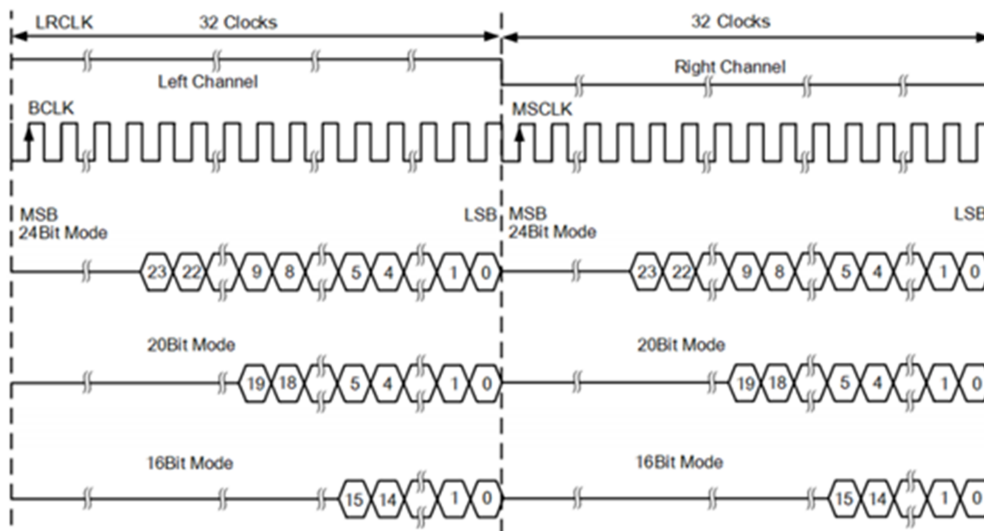 LRCLK 32 Clocks 32 Clocks
Left Channel Right Channel
BCLK MSCLK
MSB LSB MSB LSB
24Bit Mode 24Bit Mode
23 22 9 8 5 4 1 0 23 22 9 8 5 4 1 0
20Bit Mode 20Bit Mode
19 18 5 4 1 0 19 18 5 4 1 0
16Bit Mode 16Bit Mode
15 14 1 0 15 14 1 0